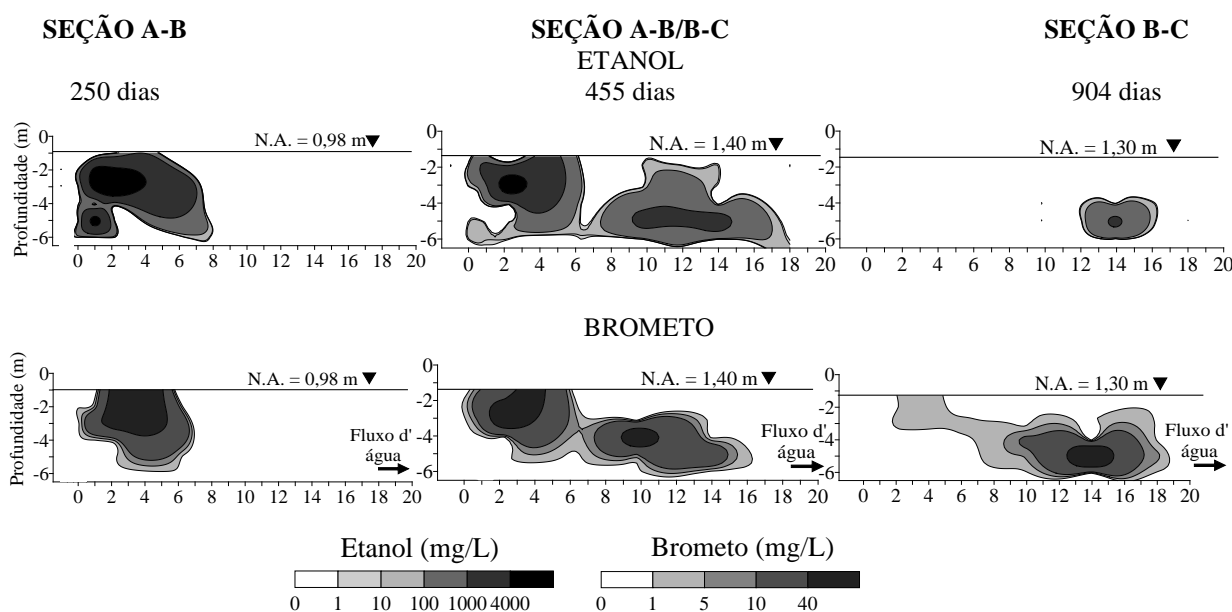 SEÇÃO A-B SEÇÃO A-B/B-C SEÇÃO B-C
ETANOL
250 dias 455 dias 904 dias
Profundidade (m)
0 -2 -4 -6
N.A. = 0,98 m
0 2 4 6 8 10 12 14 16 18 20
0 -2 -4 -6
N.A. = 1,40 m
0 2 4 6 8 10 12 14 16 18 20
0 -2 -4 -6
N.A. = 1,30 m
0 2 4 6 8 10 12 14 16 18 20
BROMETO
Profundidade (m)
0 -2 -4 -6
N.A. = 0,98 m
Fluxo d'
água
0 2 4 6 8 10 12 14 16 18 20
0 -2 -4 -6
N.A. = 1,40 m
Fluxo d'
água
0 2 4 6 8 10 12 14 16 18 20
0 -2 -4 -6
N.A. = 1,30 m
Fluxo d'
água
0 2 4 6 8 10 12 14 16 18 20
Etanol (mg/L) Brometo (mg/L)
0 1 10 100 1000 4000
0 1 5 10 40